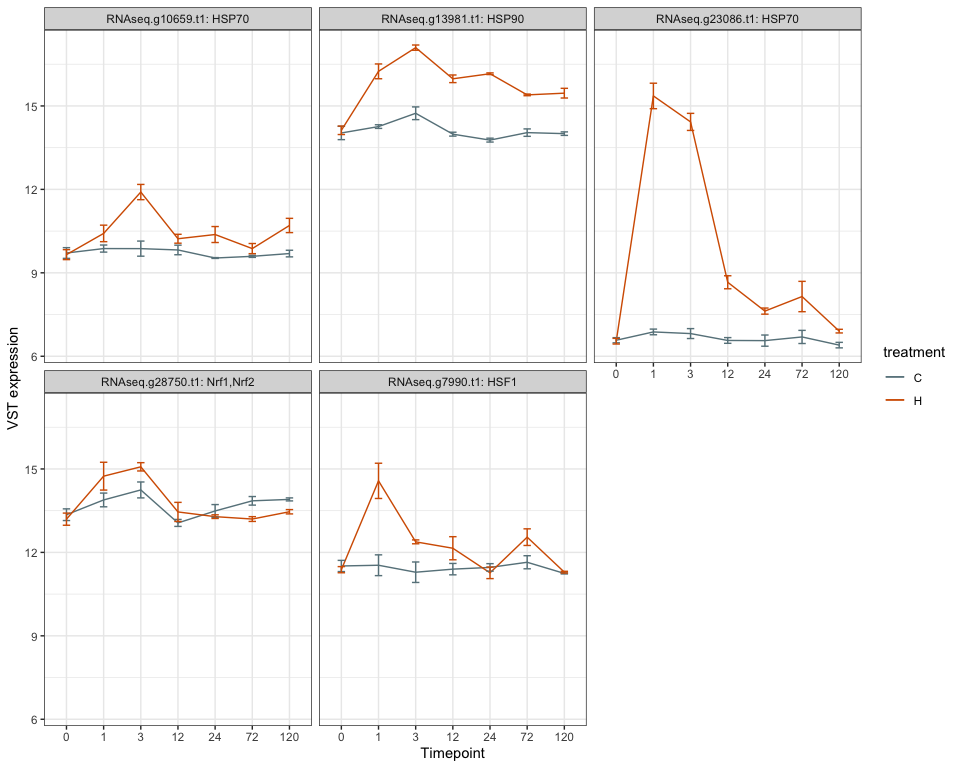 RNAseq.g10659.t1: HSP70
RNAseq.g13981.t1: HSP90
RNAseq.g23086.t1: HSP70
15
12
9
6
0 1 3 12 24 72 120
RNAseq.g28750.t1: Nrf1,Nrf2
RNAseq.g7990.t1: HSF1
15
12
9
6
0 1 3 12 24 72 120
0 1 3 12 24 72 120
Timepoint
VST expression
treatment
C
H